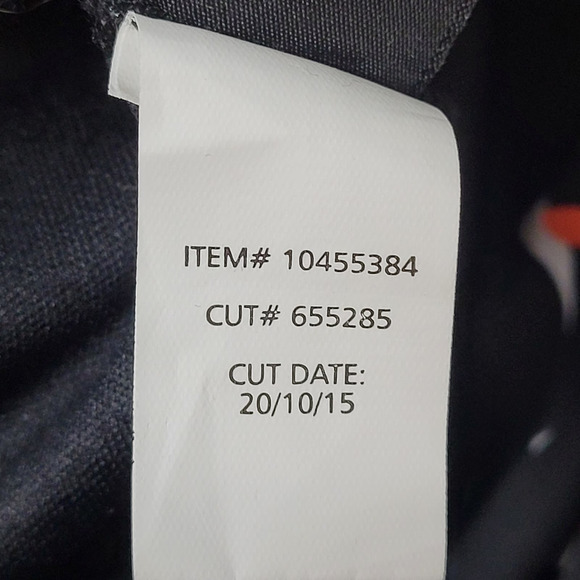 ITEM# 10455384
CUT# 655285
CUT DATE:
20/10/15